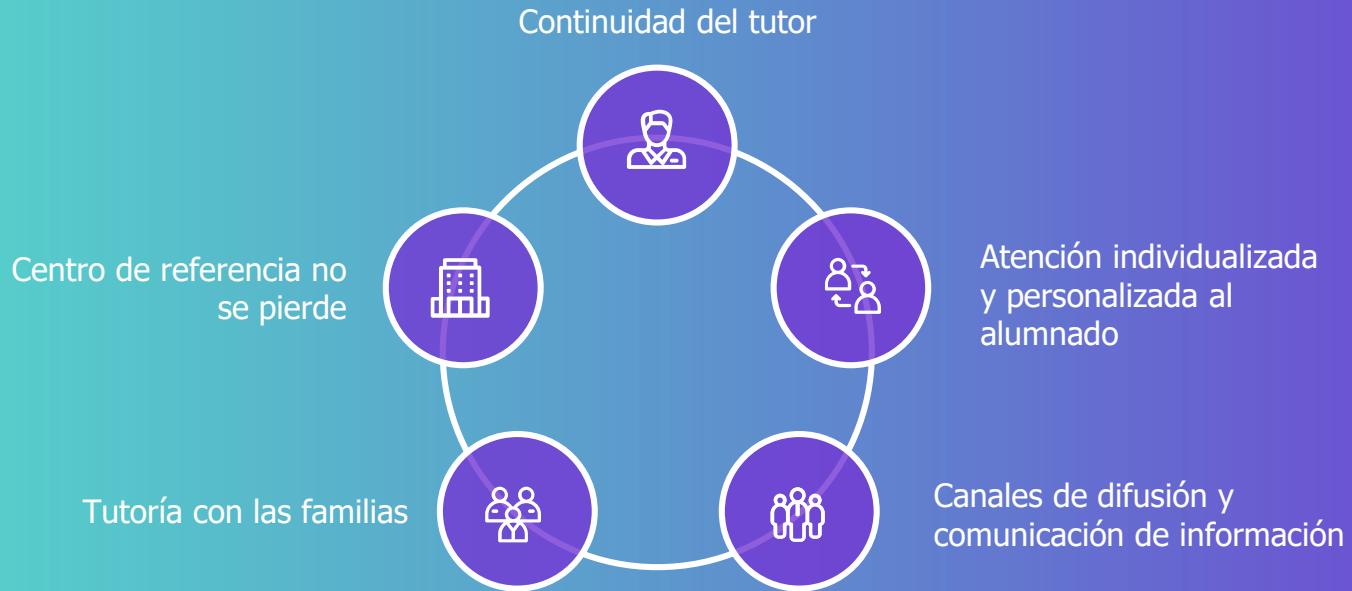 Continuidad del tutor
Centro de referencia no
se pierde
Atención individualizada
y personalizada al
alumnado
Tutoría con las familias
Canales de difusión y
comunicación de información